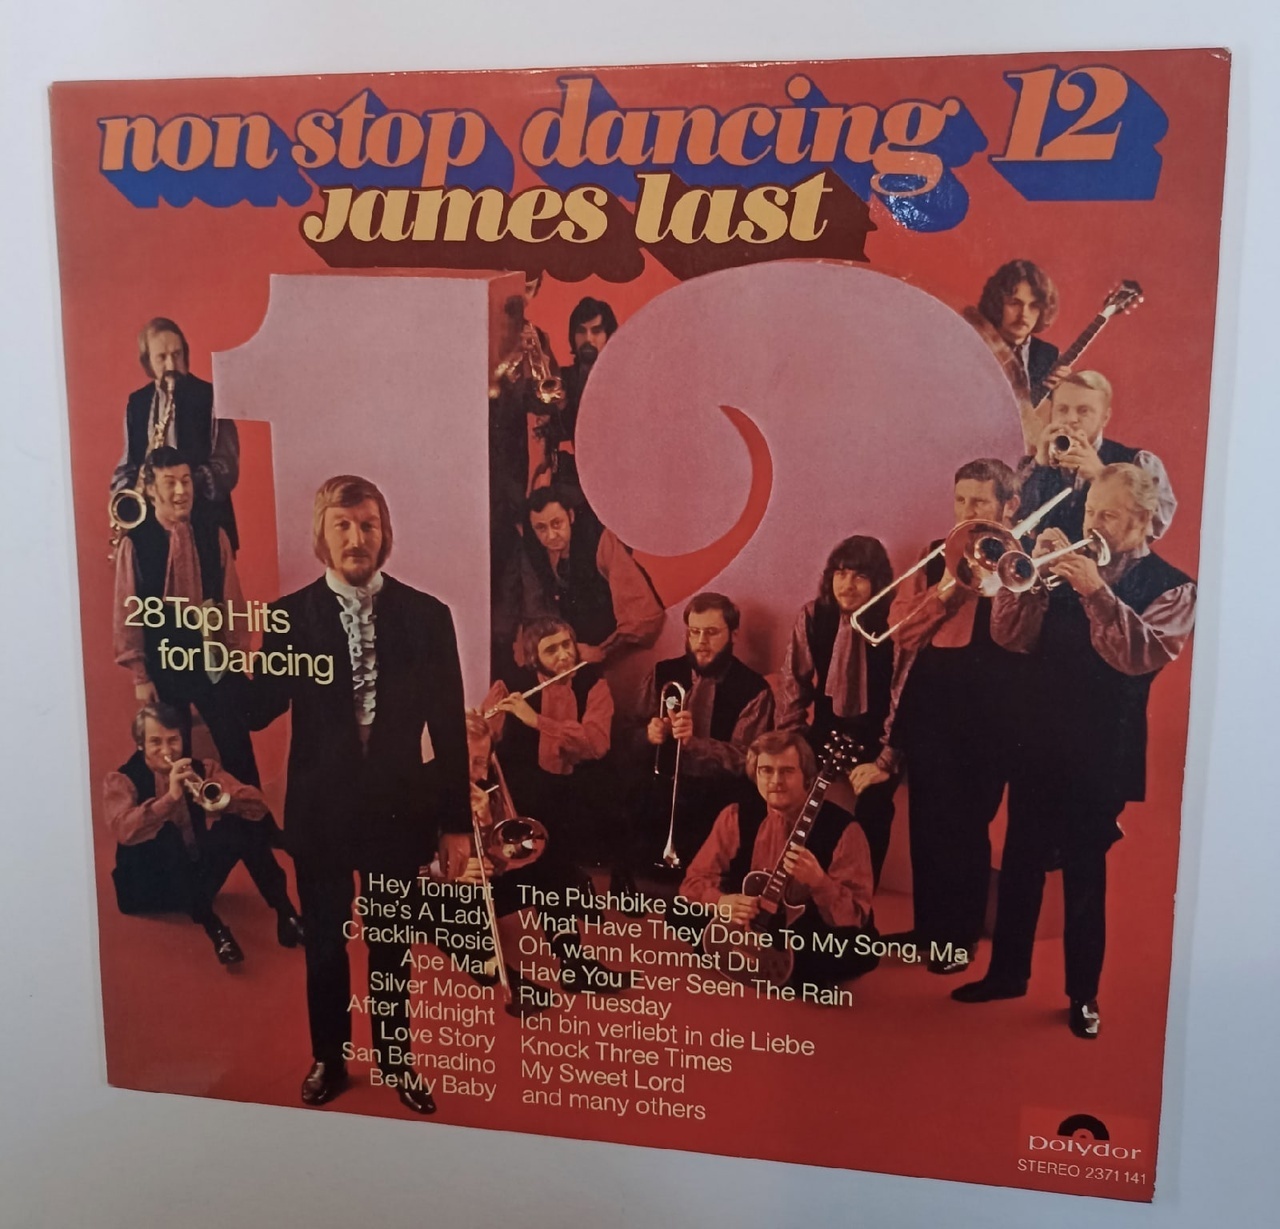 non stop dancing 12
james last
12
28 Top Hits
for Dancing
Hey Tonight
She's A Lady
Cracklin Rosie
Ape Man
Silver Moon
After Midnight
Love Story
San Bernadino
Be My Baby
The Pushbike Song
What Have They Done To My Song, Ma
Oh, wann kommst Du
Have You Ever Seen The Rain
Ruby Tuesday
Ich bin verliebt in die Liebe
Knock Three Times
My Sweet Lord
and many others
polydor
STEREO 2371 141